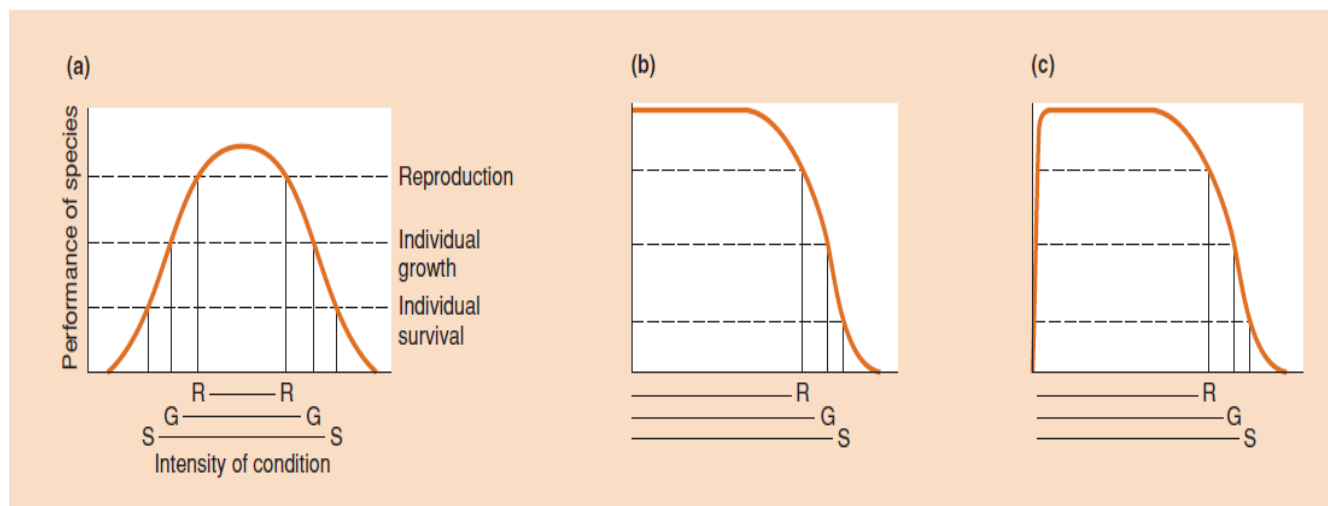 (a)
(b)
(c)
Performance of species
Reproduction
Individual
growth
Individual
survival
R R
G G
S S
Intensity of condition
R
G
S
R
G
S